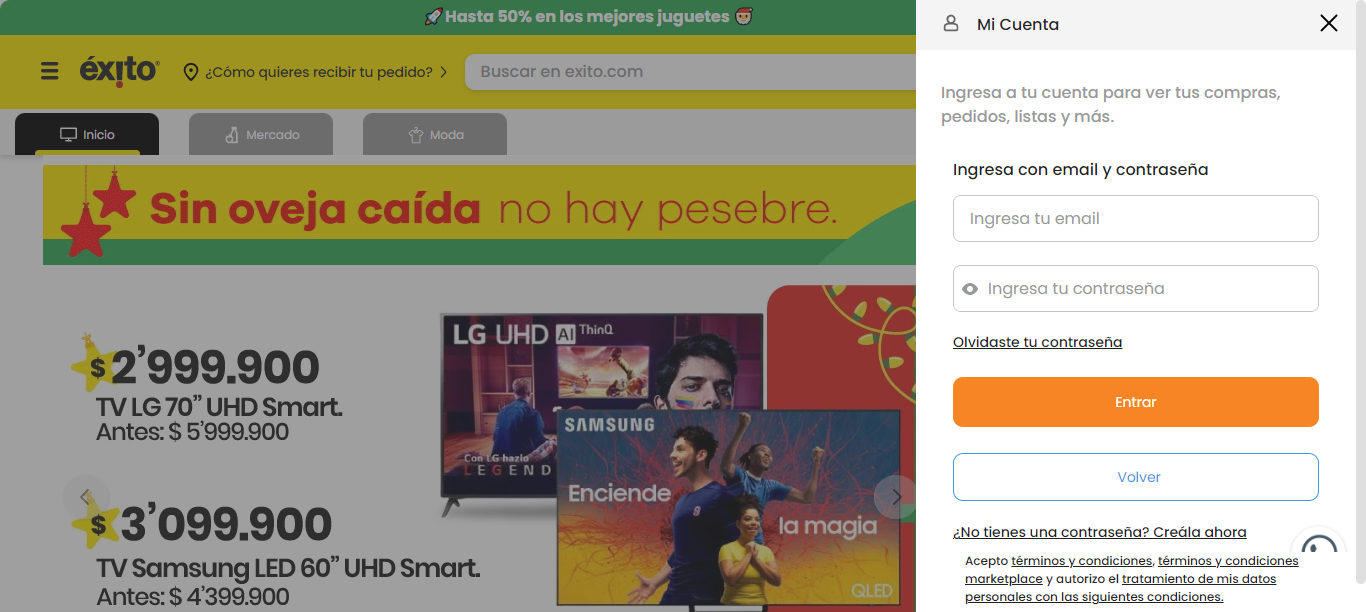 Hasta 50% en los mejores juguetes
éxito
¿Cómo quieres recibir tu pedido?
Buscar en exito.com
Inicio
Mercado
Moda
Sin oveja caída no hay pesebre.
$ 2’999.900
TV LG 70” UHD Smart.
Antes: $ 5’999.900
$ 3’099.900
TV Samsung LED 60” UHD Smart.
Antes: $ 4’399.900
LG UHD AI ThinQ
Con LG hazlo
LEGEND
SAMSUNG
Enciende
la magia
QLED
Mi Cuenta
Ingresa a tu cuenta para ver tus compras,
pedidos, listas y más.
Ingresa con email y contraseña
Ingresa tu email
Ingresa tu contraseña
Olvidaste tu contraseña
Entrar
Volver
¿No tienes una contraseña? Creála ahora
Acepto términos y condiciones, términos y condiciones
marketplace y autorizo el tratamiento de mis datos
personales con las siguientes condiciones.